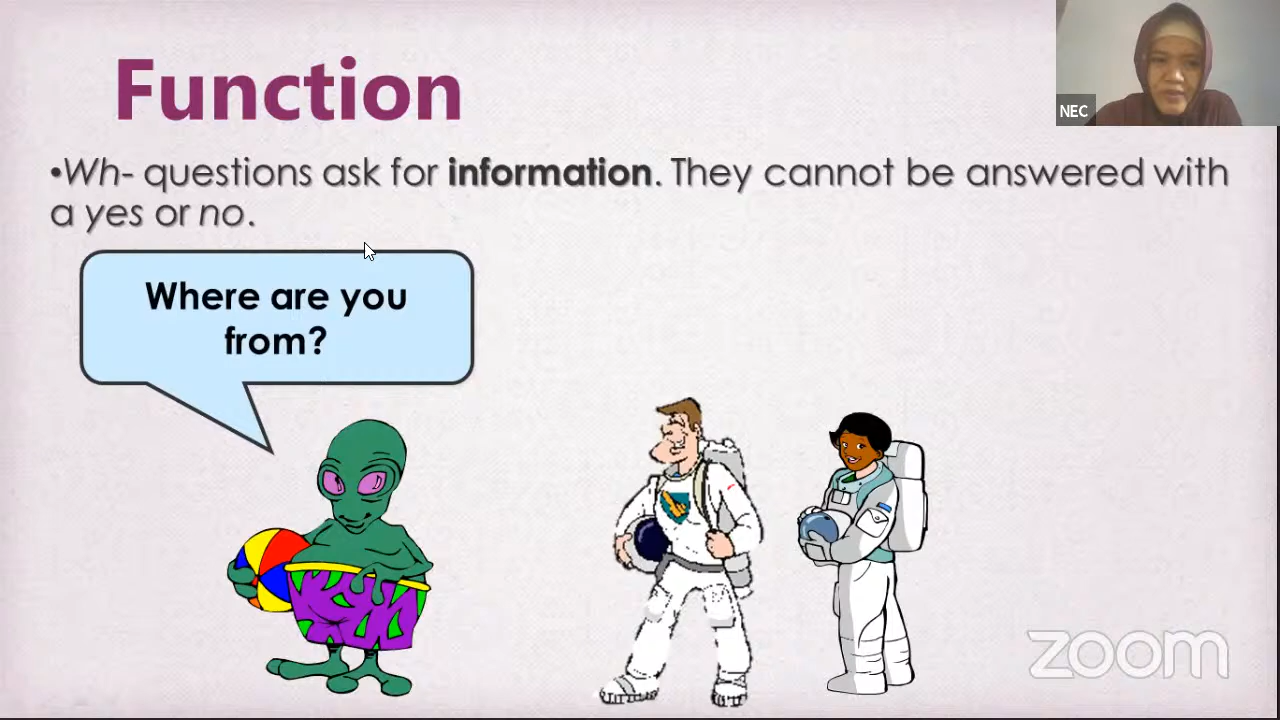 Function
•Wh- questions ask for information. They cannot be answered with
a yes or no.
Where are you
from?
NEC
zoom